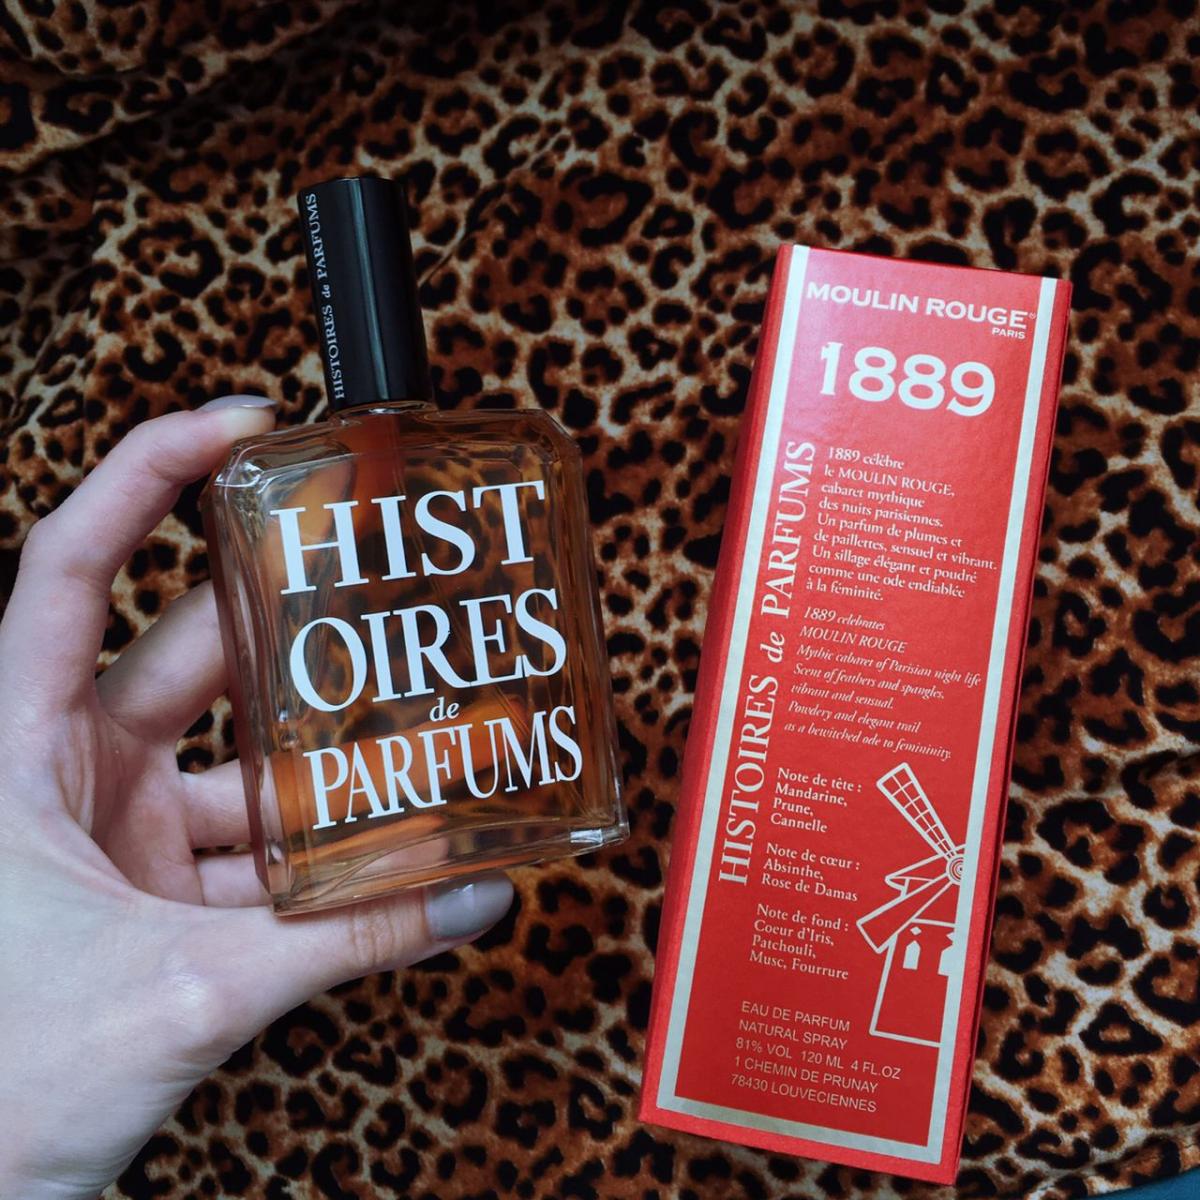 HISTOIRES de PARFUMS
HIST
OIRES
de
PARFUMS
MOULIN ROUGE®
PARIS
1889
HISTOIRES de PARFUMS
1889 célèbre
le MOULIN ROUGE,
cabaret mythique
des nuits parisiennes.
Un parfum de plumes et
de paillettes, sensuel et vibrant.
Un sillage élégant et poudré
comme une ode endiablée
à la féminité.
1889 celebrates
MOULIN ROUGE
Mythic cabaret of Parisian night life
Scent of feathers and spangles,
vibrant and sensual.
Powdery and elegant trail
as a bewitched ode to femininity.
Note de tête :
Mandarine,
Prune,
Cannelle
Note de cœur :
Absinthe,
Rose de Damas
Note de fond :
Coeur d'Iris,
Patchouli,
Musc, Fourrure
EAU DE PARFUM
NATURAL SPRAY
81% VOL 120 ML 4 FL.OZ
1 CHEMIN DE PRUNAY
78430 LOUVECIENNES